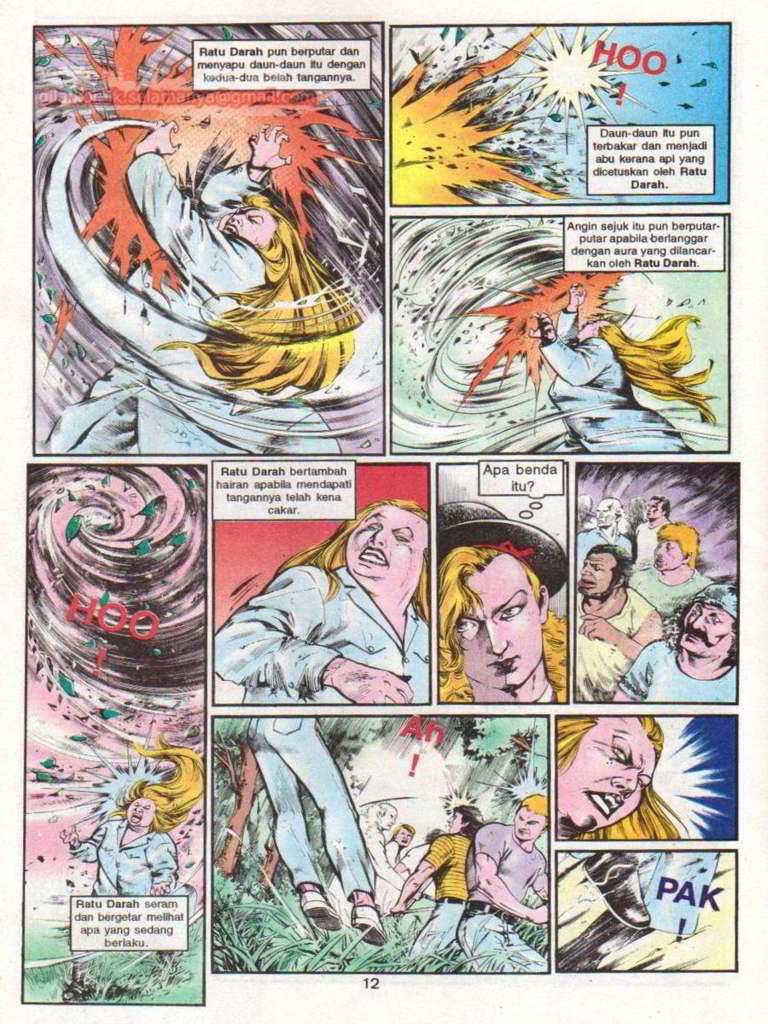 Ratu Darah pun berputar dan
menyapu daun-daun itu dengan
kedua-dua belah tangannya.
HOO
!
Daun-daun itu pun
terbakar dan menjadi
abu kerana api yang
dicetuskan oleh Ratu
Darah.
Angin sejuk itu pun berputar-
putar apabila berlanggar
dengan aura yang dilancar-
kan oleh Ratu Darah.
HOO
!
Ratu Darah seram
dan bergetar melihat
apa yang sedang
berlaku.
Ratu Darah bertambah
hairan apabila mendapati
tangannya telah kena
cakar.
Apa benda
itu?
Ah
!
PAK
!
12